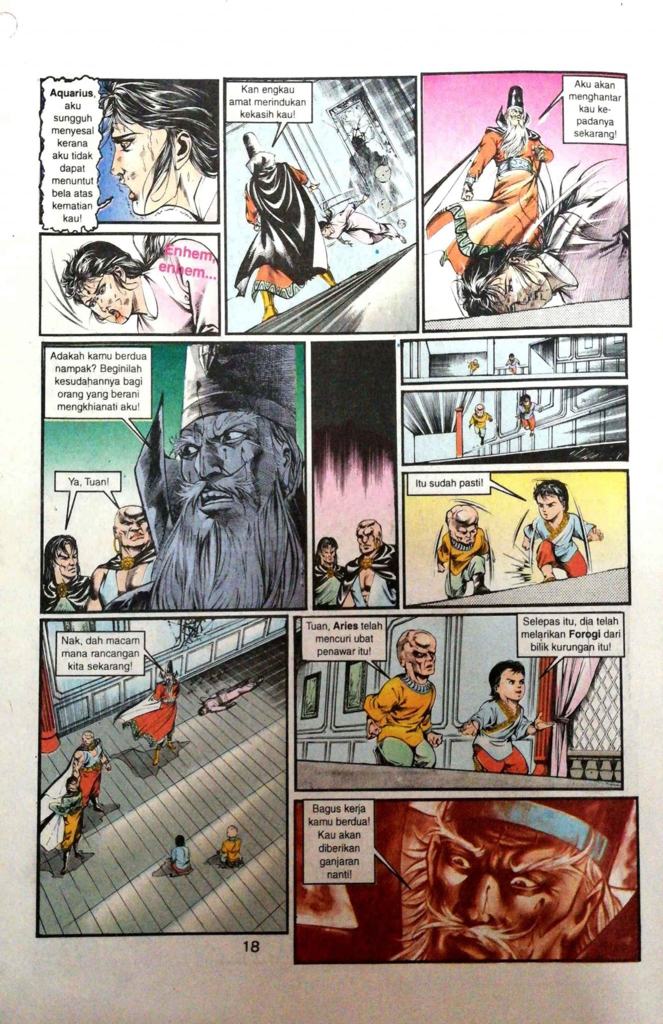 Aquarius,
aku
sungguh
menyesal
kerana
aku tidak
dapat
menuntut
bela atas
kematian
kau!
Kan engkau
amat merindukan
kekasih kau!
Aku akan
menghantar
kau ke-
padanya
sekarang!
Enhem,
enhem...
Adakah kamu berdua
nampak? Beginilah
kesudahannya bagi
orang yang berani
mengkhianati aku!
Ya, Tuan!
Itu sudah pasti!
Nak, dah macam
mana rancangan
kita sekarang!
Tuan, Aries telah
mencuri ubat
penawar itu!
Selepas itu, dia telah
melarikan Forogi dari
bilik kurungan itu!
Bagus kerja
kamu berdua!
Kau akan
diberikan
ganjaran
nanti!
18